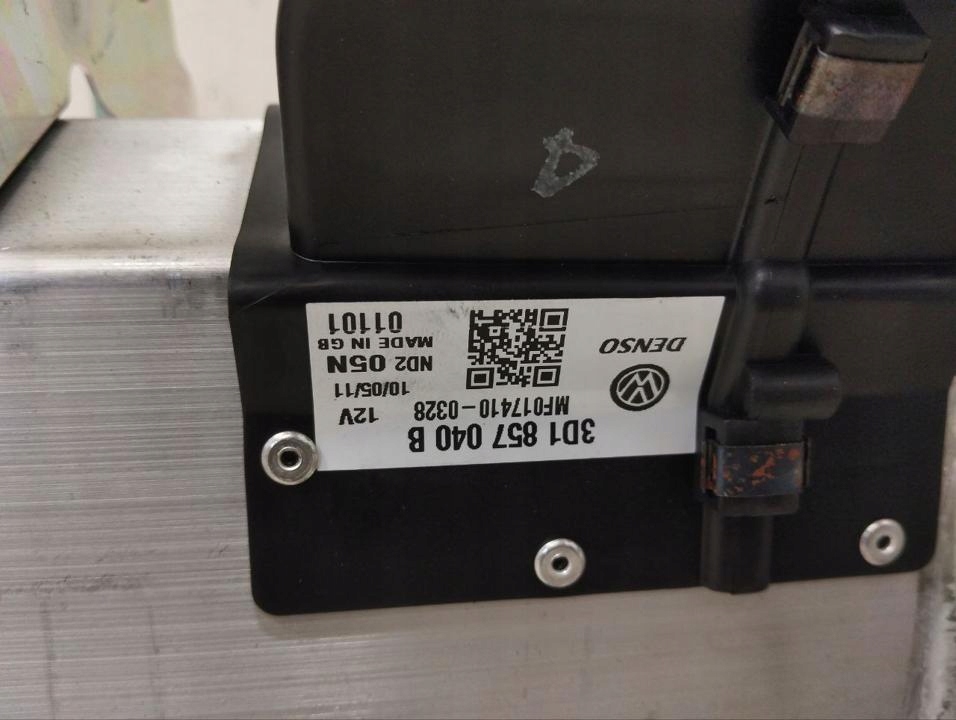 3D1 857 040 B
MF017410-0328
12V
10/05/11
ND2 05N
MADE IN GB
01101
DENSO